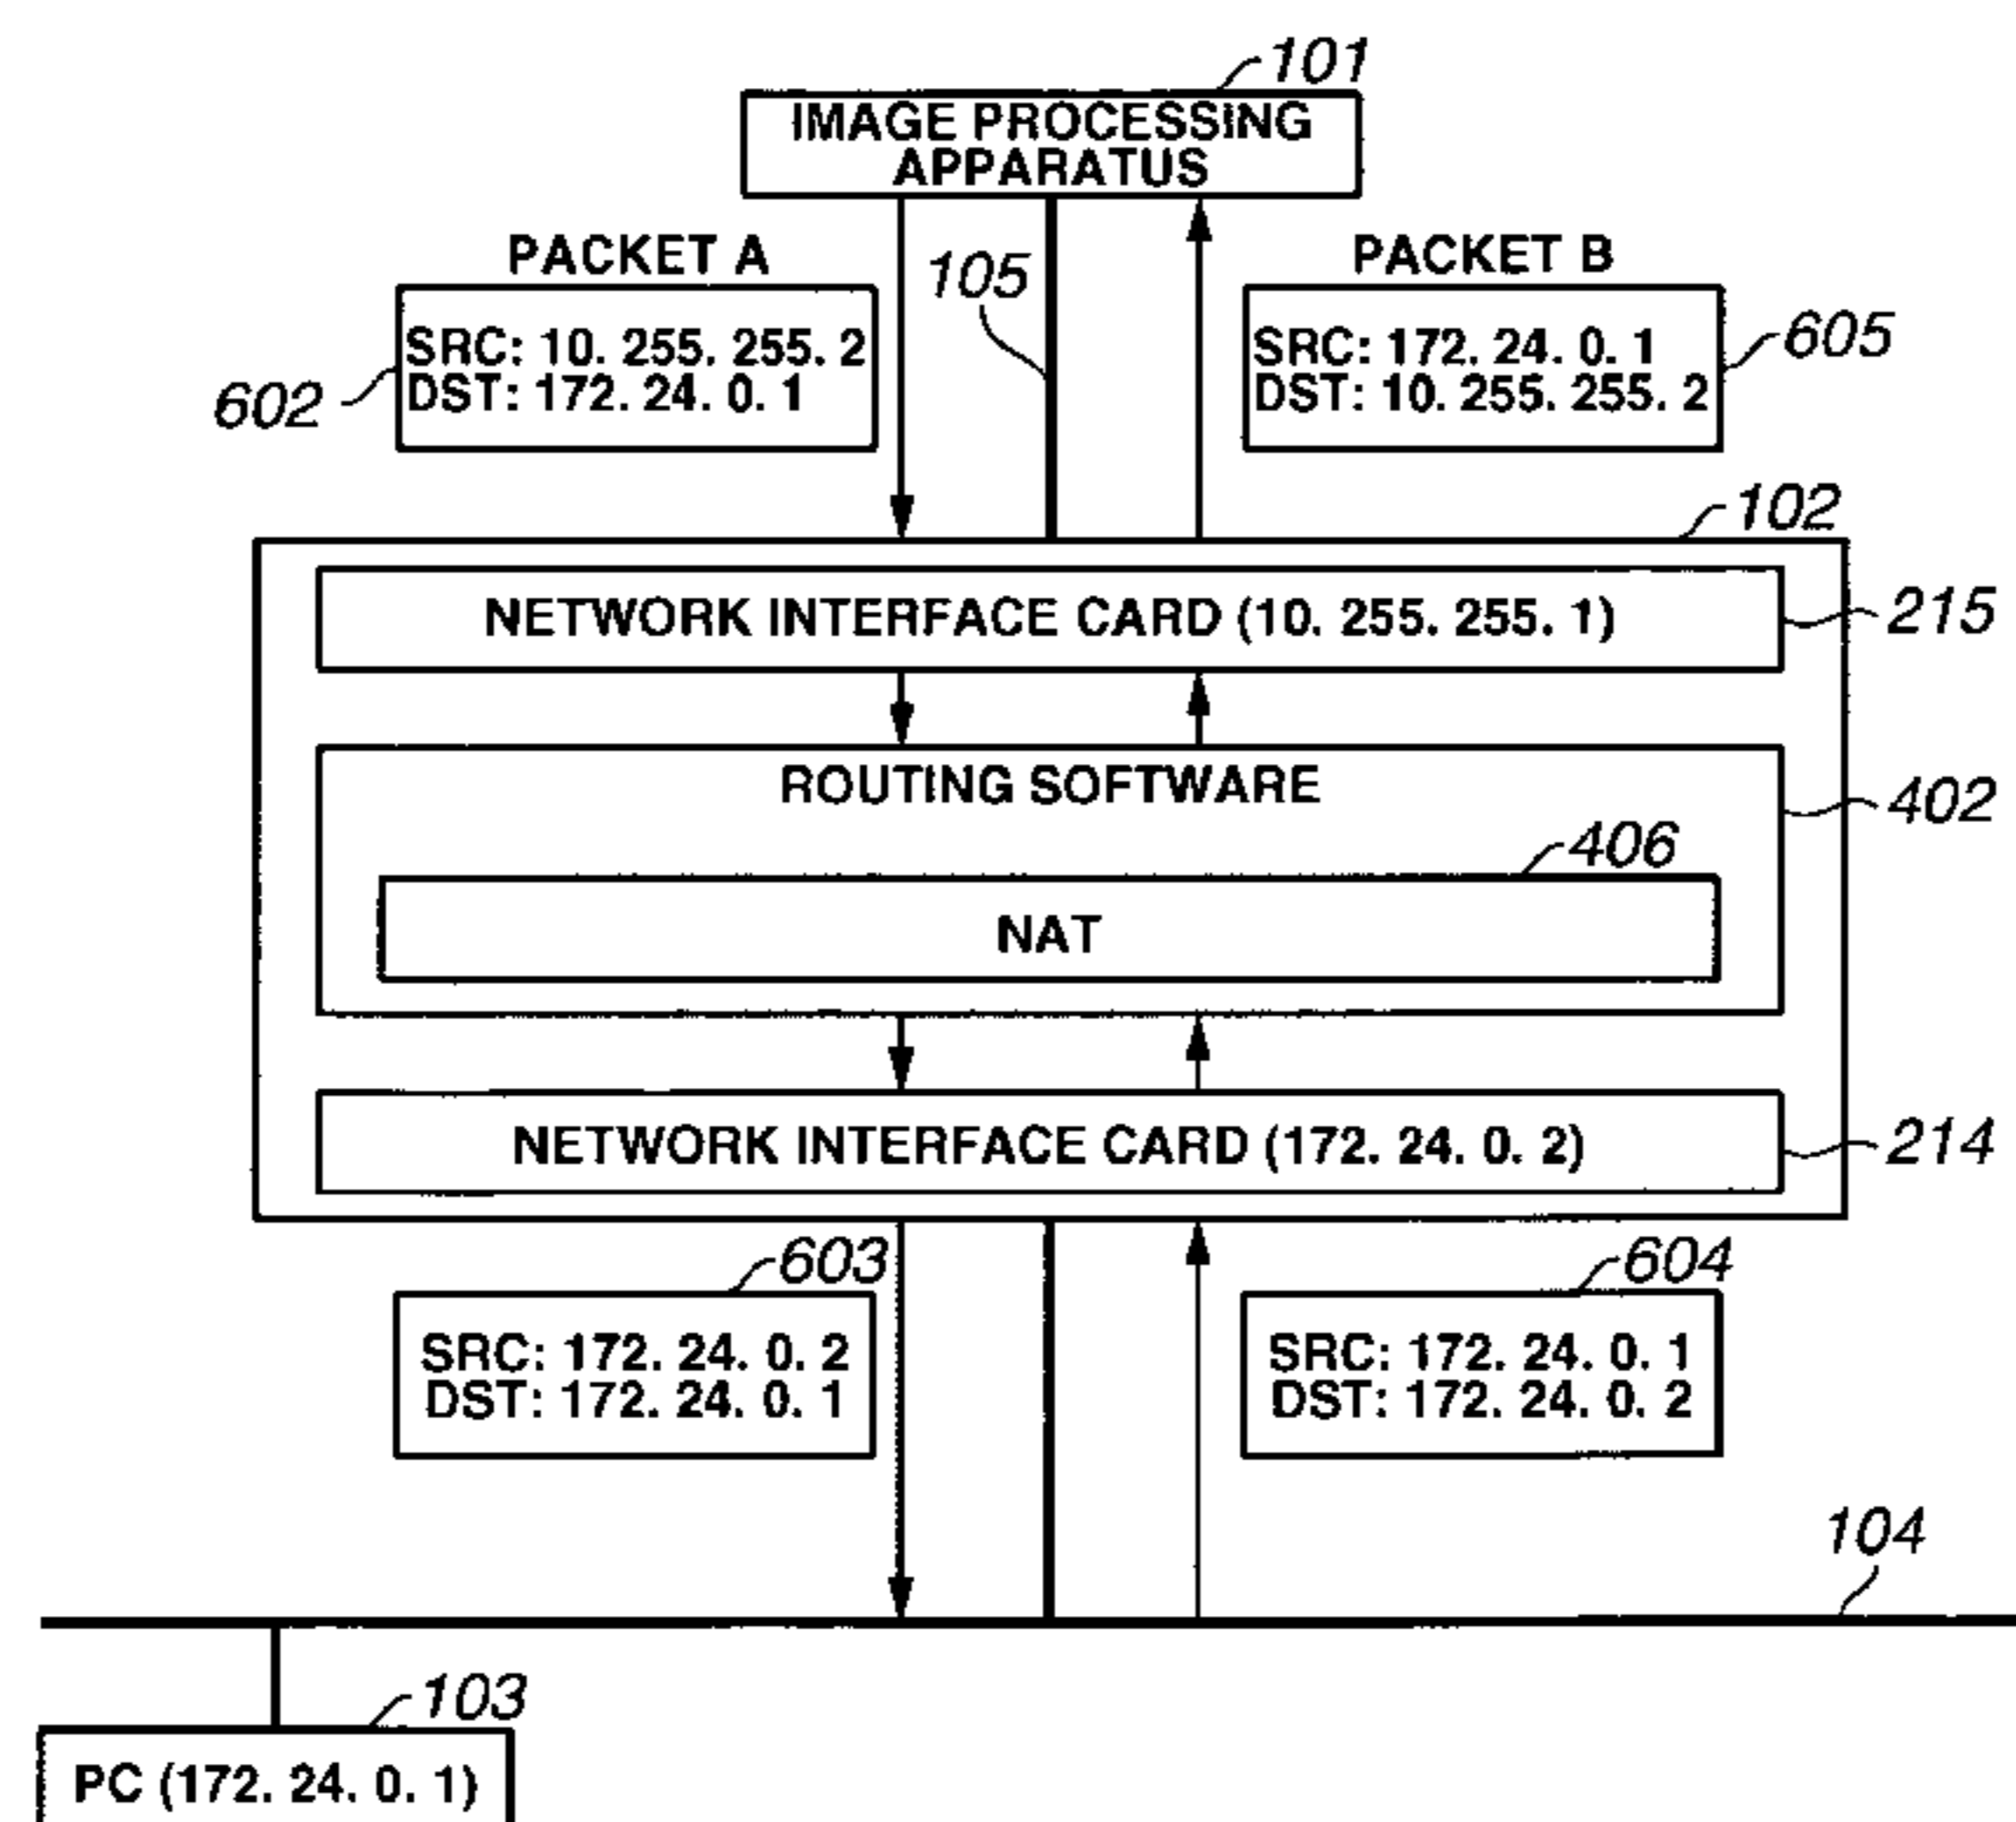 101
IMAGE PROCESSING
APPARATUS
PACKET A
105
PACKET B
SRC: 10. 255. 255. 2
DST: 172. 24. 0. 1
602
SRC: 172. 24. 0. 1
DST: 10. 255. 255. 2
605
102
NETWORK INTERFACE CARD (10. 255. 255. 1)
215
ROUTING SOFTWARE
402
406
NAT
NETWORK INTERFACE CARD (172. 24. 0. 2)
214
603
604
SRC: 172. 24. 0. 2
DST: 172. 24. 0. 1
SRC: 172. 24. 0. 1
DST: 172. 24. 0. 2
104
103
PC (172. 24. 0. 1)